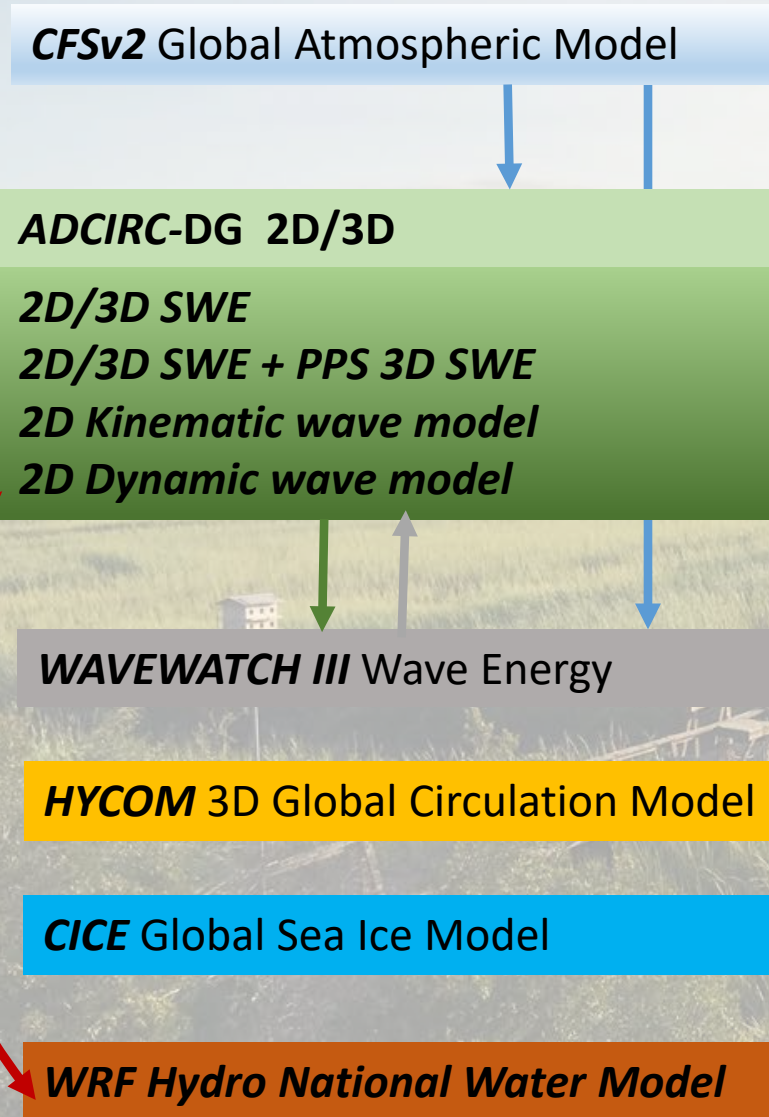 CFSv2 Global Atmospheric Model
ADCIRC-DG 2D/3D
2D/3D SWE
2D/3D SWE + PPS 3D SWE
2D Kinematic wave model
2D Dynamic wave model
WAVEWATCH III Wave Energy
HYCOM 3D Global Circulation Model
CICE Global Sea Ice Model
WRF Hydro National Water Model